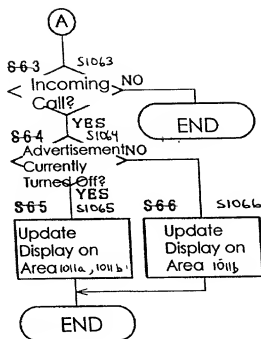 A
S63 S1063
Incoming NO
Call?
YES
END
S64 S1064
Advertisement NO
Currently
Turned Off?
YES
S65 S1065
S66 S1066
Update
Display on
Area 1011a, 1011b
Update
Display on
Area 1011b
END